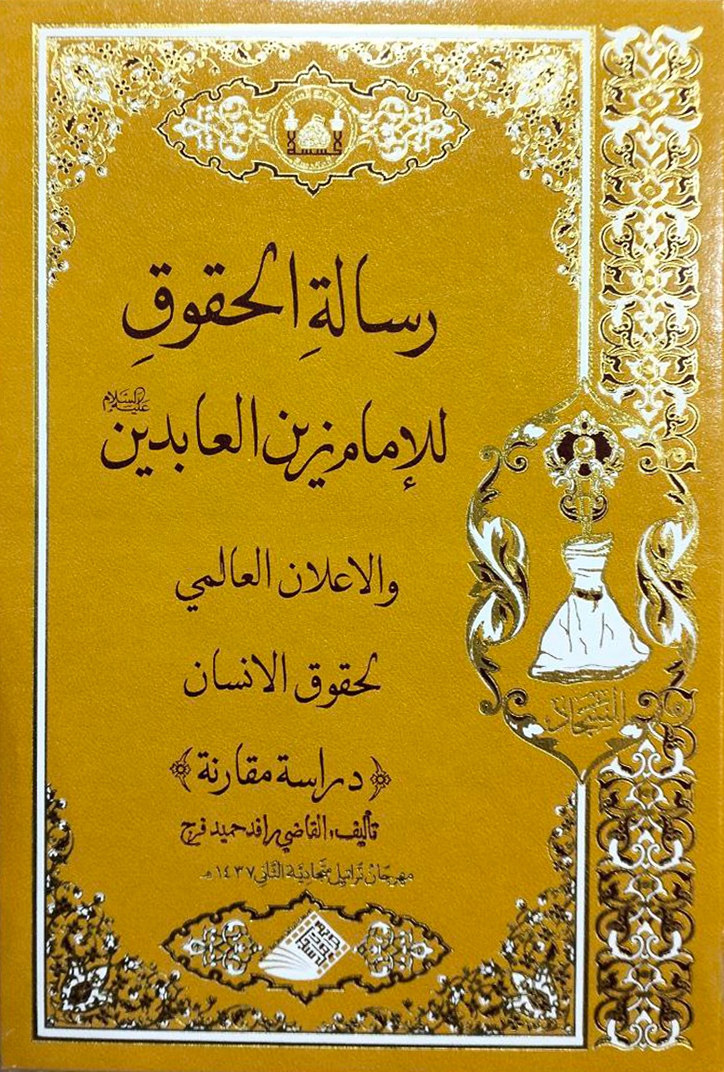 رسالةِ الحقوقِ
للإمام زين العابدين عليه السلام
والاعلان العالمي
لحقوق الانسان
دراسة مقارنة
تأليف: القاضي رافد حميد فرج
مهرجان تراتيل سجادية الثاني ١٤٣٧هـ
السجاد